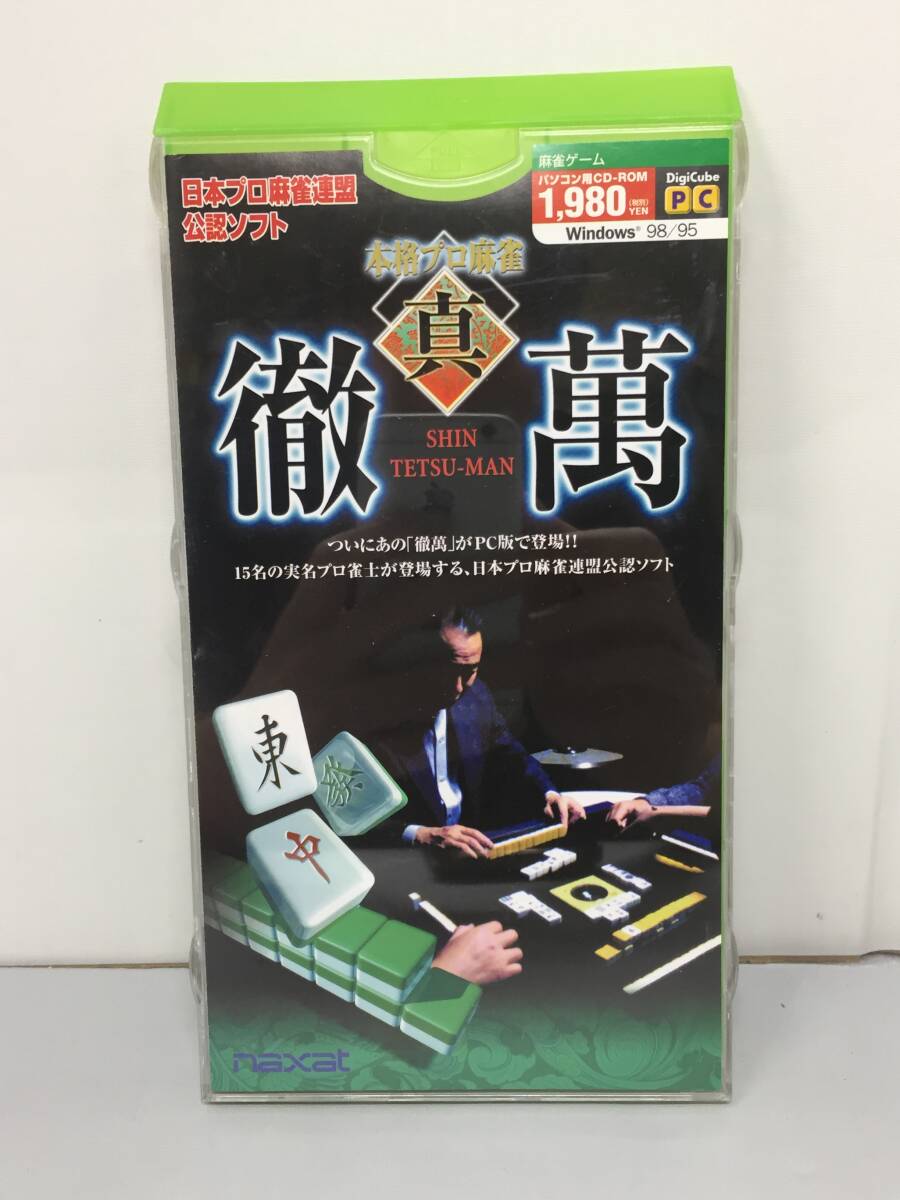 日本プロ麻雀連盟
公認ソフト
麻雀ゲーム
パソコン用CD-ROM
1,980 (税別) YEN
DigiCube
PC
Windows® 98/95
本格プロ麻雀
真
徹 萬
SHIN
TETSU-MAN
ついにあの「徹萬」がPC版で登場!!
15名の実名プロ雀士が登場する、日本プロ麻雀連盟公認ソフト
東
發
中
naxat